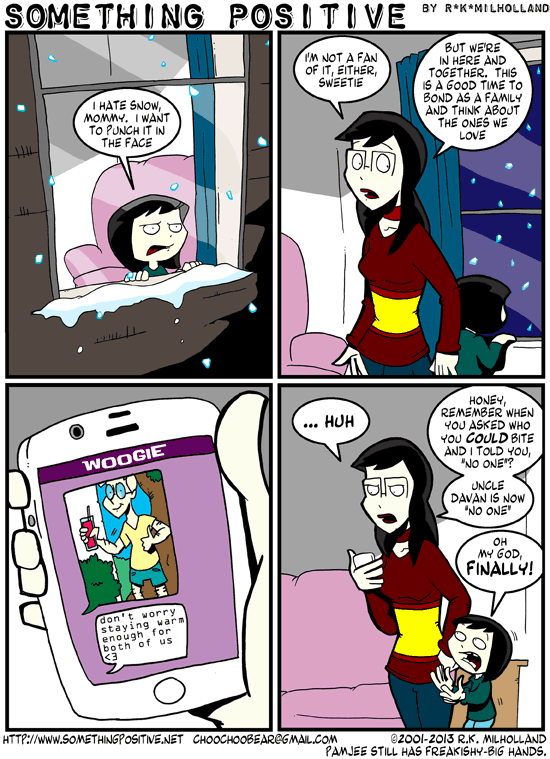 SOMETHING POSITIVE BY R*K*MILHOLLAND
I HATE SNOW,
MOMMY. I WANT
TO PUNCH IT IN
THE FACE
I'M NOT A FAN
OF IT, EITHER,
SWEETIE
BUT WE'RE
IN HERE AND
TOGETHER. THIS
IS A GOOD TIME TO
BOND AS A FAMILY
AND THINK ABOUT
THE ONES WE
LOVE
WOOGIE
don't worry
staying warm
enough for
both of us
<3
... HUH
HONEY,
REMEMBER WHEN
YOU ASKED WHO
YOU COULD BITE
AND I TOLD YOU,
"NO ONE"?
UNCLE
DAVAN IS NOW
"NO ONE"
OH
MY GOD,
FINALLY!
HTTP://WWW.SOMETHINGPOSITIVE.NET CHOOCHOOBEAR@GMAIL.COM ©2001-2013 R.K. MILHOLLAND
PAMJEE STILL HAS FREAKISHY-BIG HANDS.